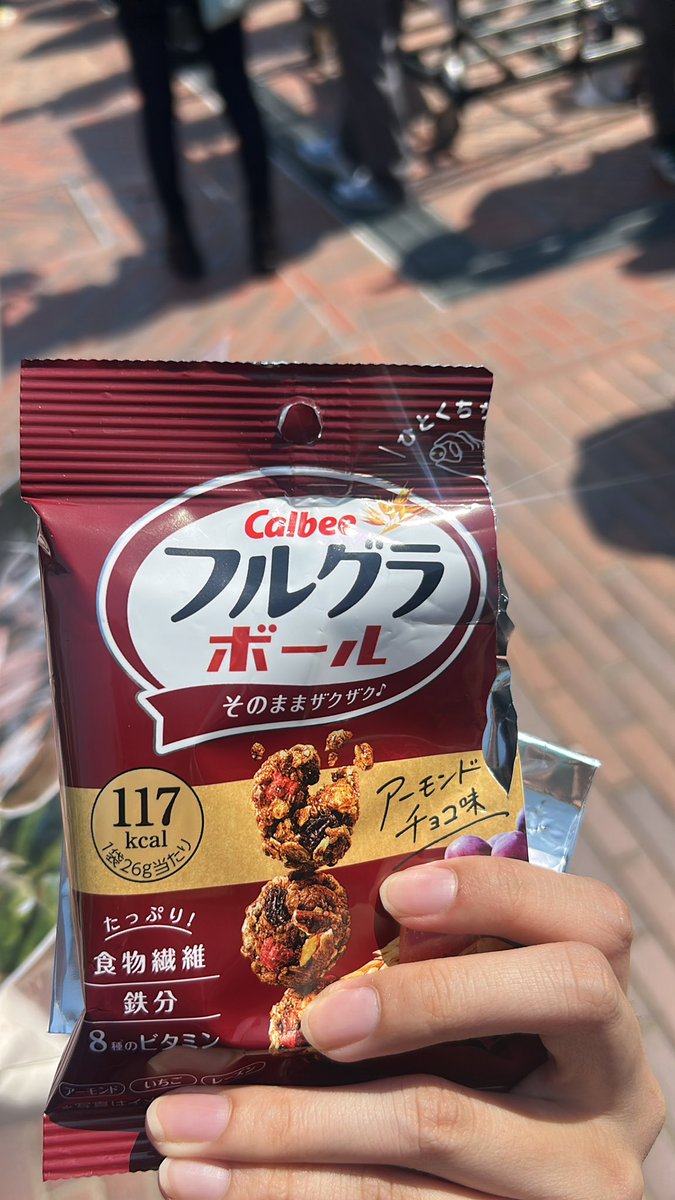 ひとくち
Calbee
フルグラ
ボール
そのままザクザク♪
アーモンド
チョコ味
117
kcal
1袋26g当たり
たっぷり!
食物繊維
鉄分
8種のビタミン
アーモンド いちご レーズン